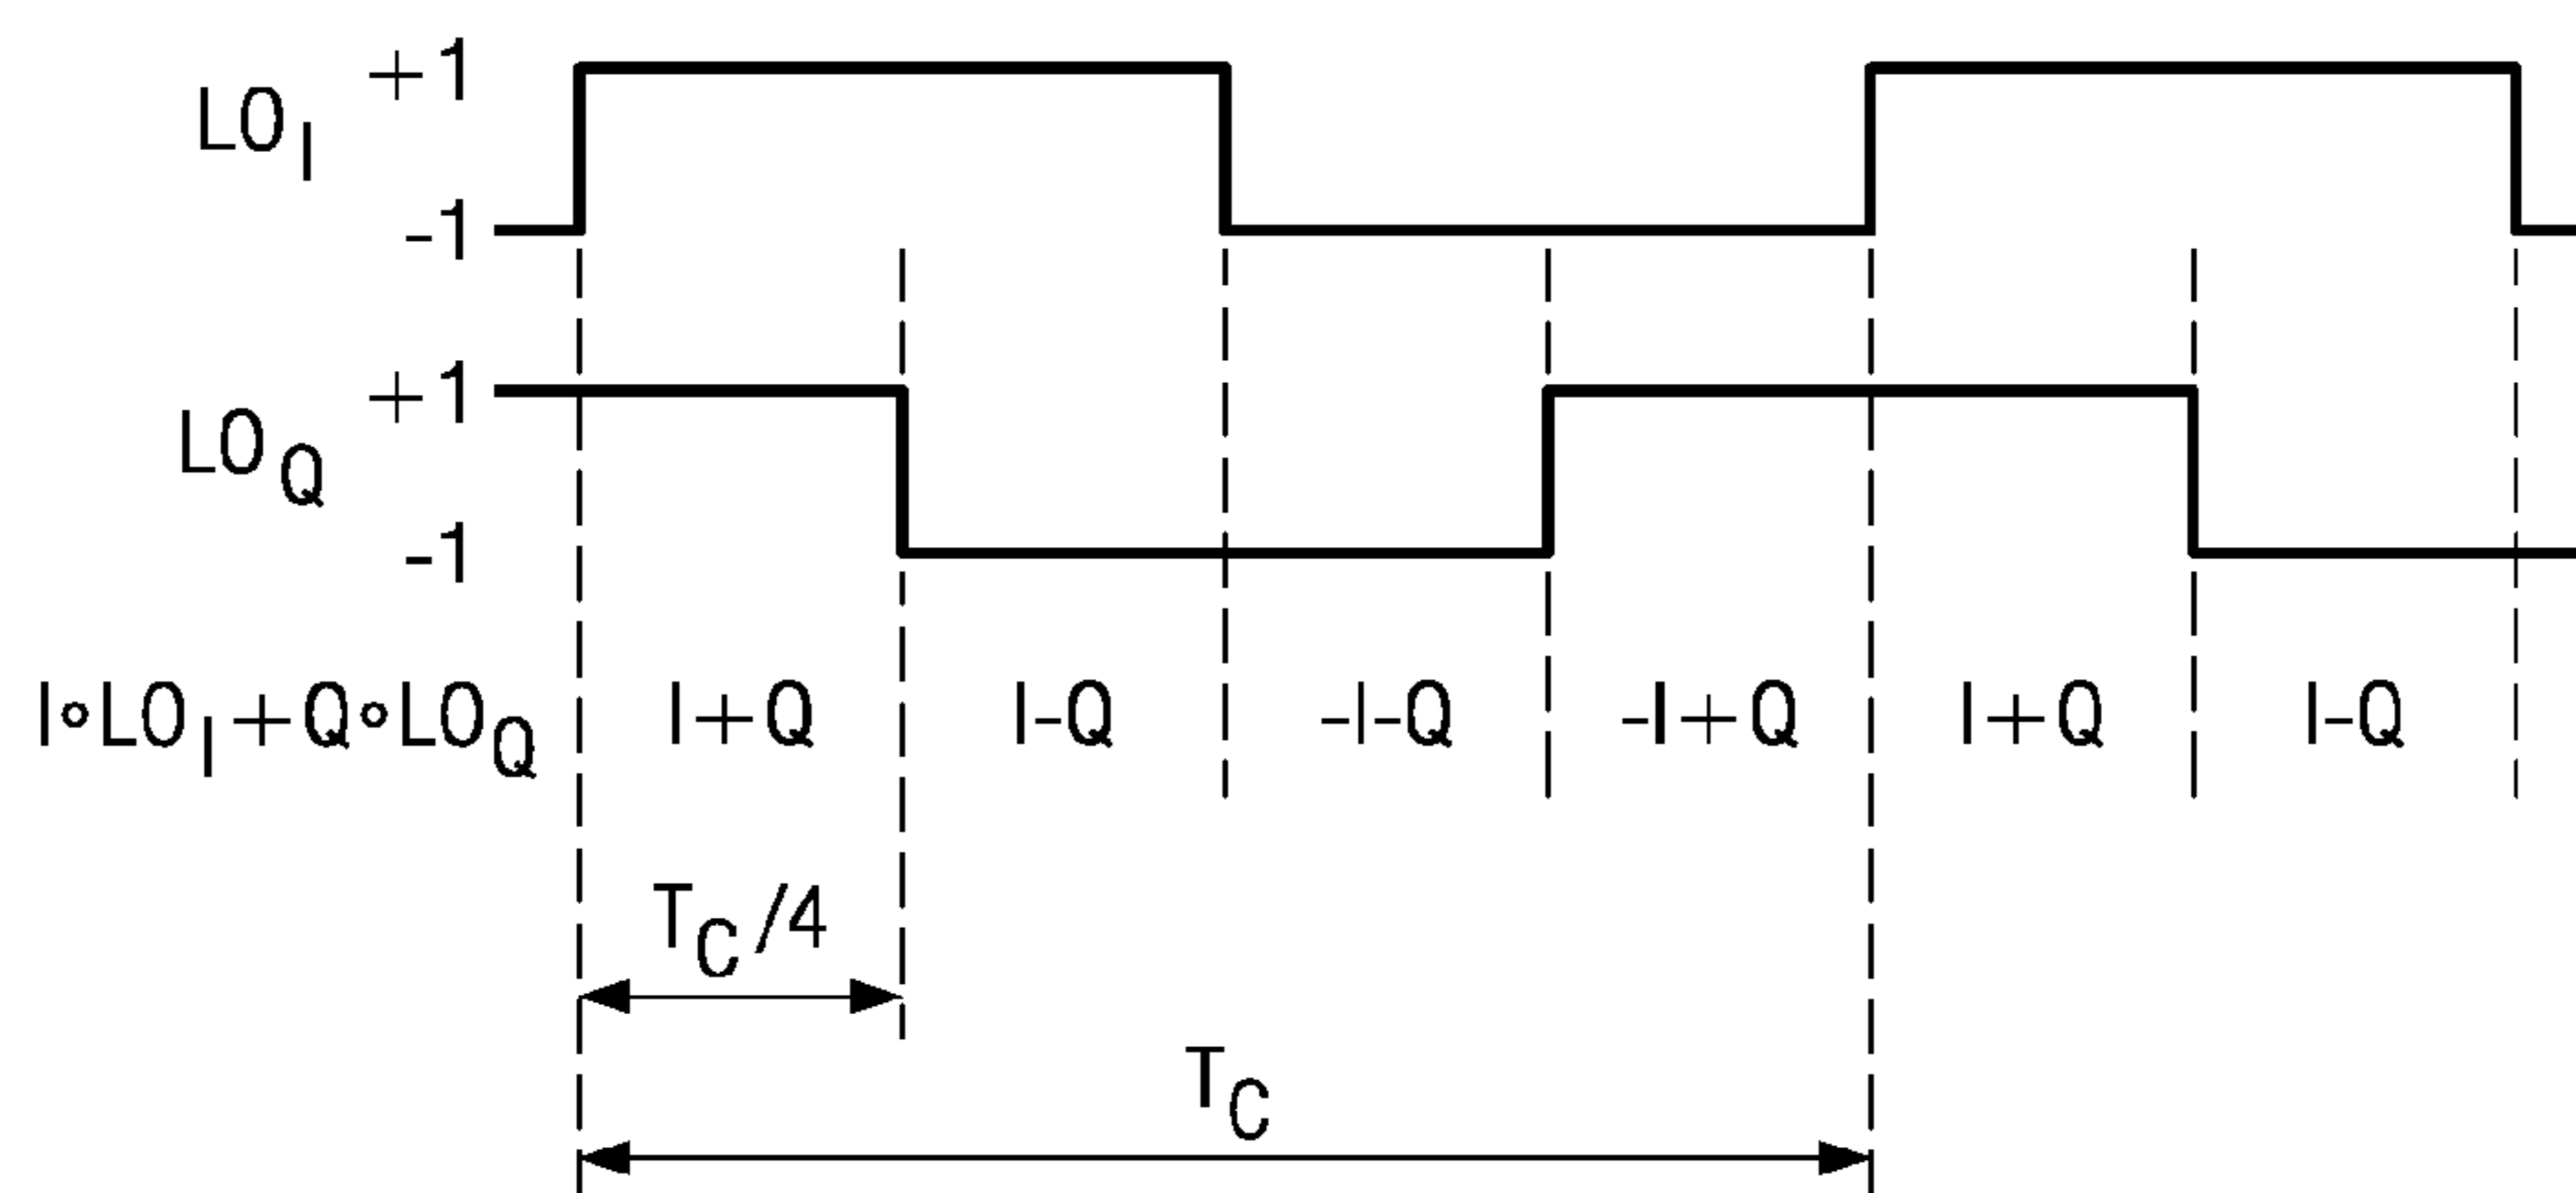 LO_I +1
-1
LO_Q +1
-1
I∘LO_I+Q∘LO_Q I+Q I-Q -I-Q -I+Q I+Q I-Q
T_C/4
T_C